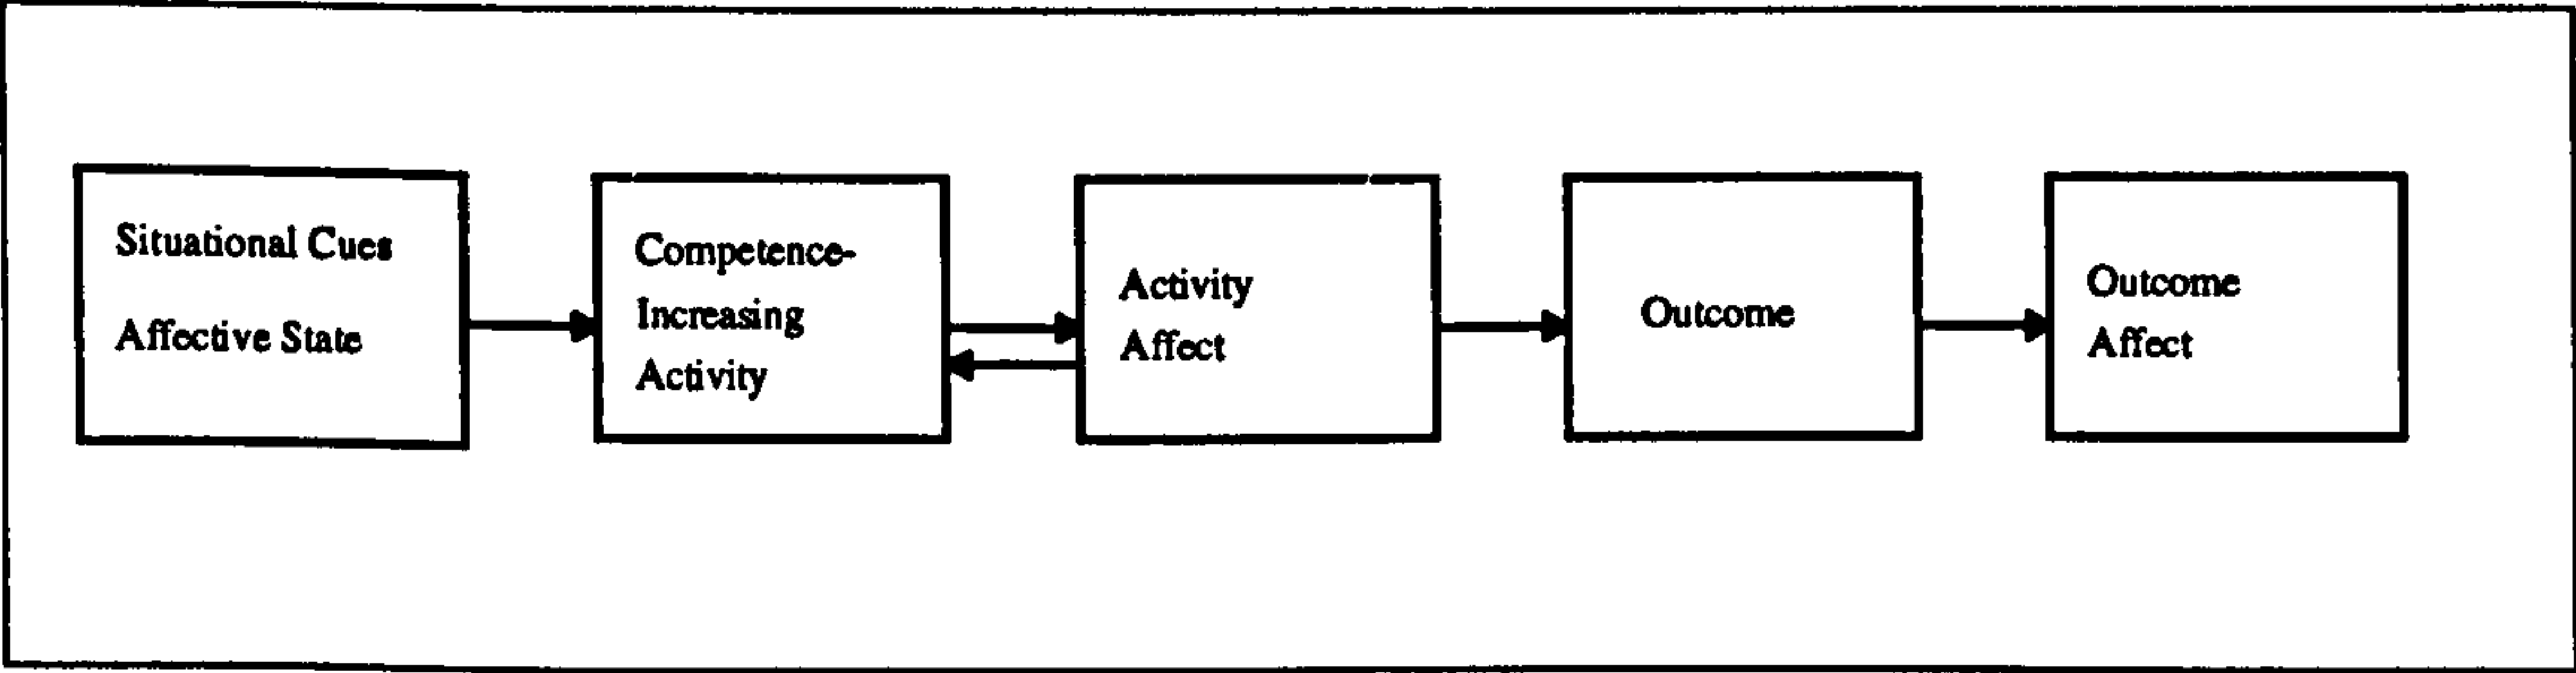 Situational Cues
Affective State
Competence-
Increasing
Activity
Activity
Affect
Outcome
Outcome
Affect